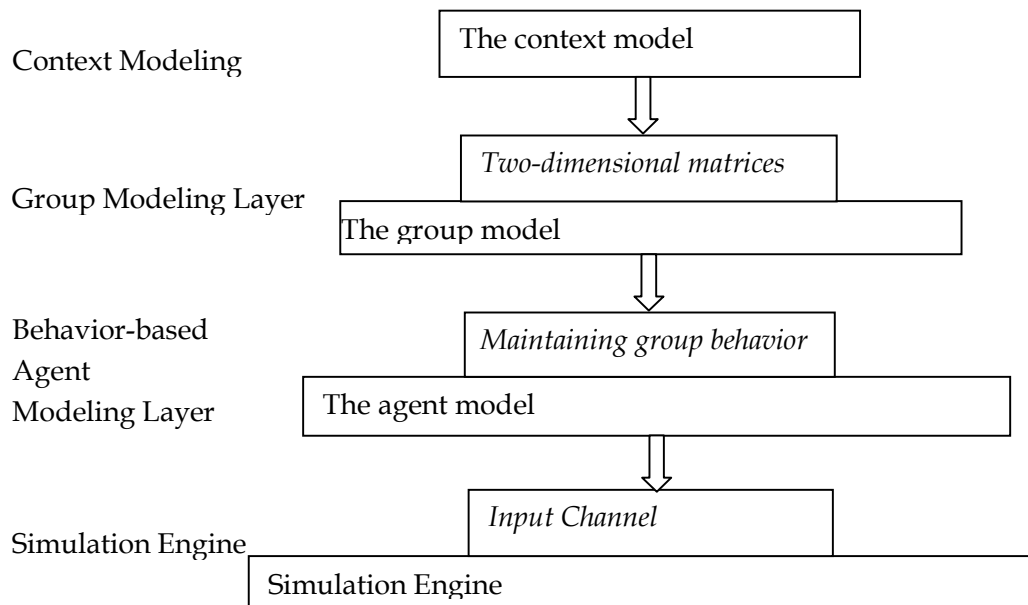 The context model
Context Modeling
Two-dimensional matrices
Group Modeling Layer
The group model
Behavior-based
Agent
Modeling Layer
Maintaining group behavior
The agent model
Input Channel
Simulation Engine
Simulation Engine